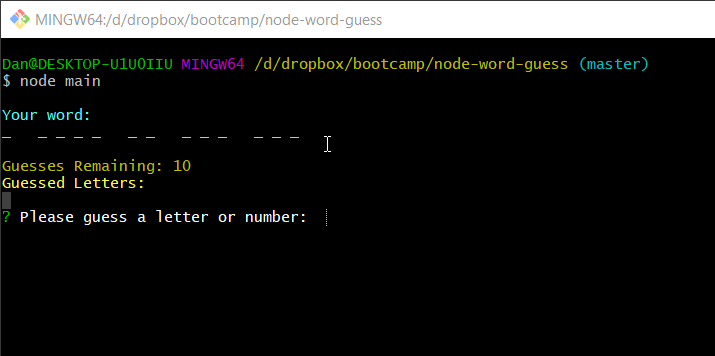 MINGW64:/d/dropbox/bootcamp/node-word-guess
Dan@DESKTOP-U1UOIIU MINGW64 /d/dropbox/bootcamp/node-word-guess (master)
$ node main
Your word:
_   _ _ _ _   _ _   _ _ _   _ _ _
Guesses Remaining: 10
Guessed Letters:
? Please guess a letter or number: